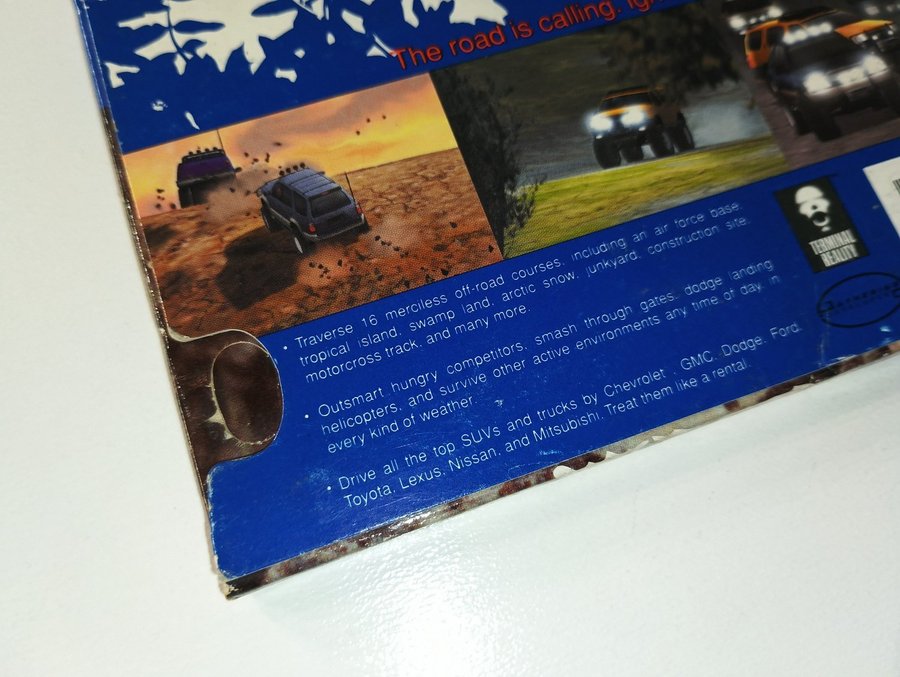 The road is calling.
• Traverse 16 merciless off-road courses, including an air force base,
tropical island, swamp land, arctic snow, junkyard, construction site,
motorcross track, and many more.
• Outsmart hungry competitors, smash through gates, dodge landing
helicopters, and survive other active environments any time of day, in
every kind of weather.
• Drive all the top SUVs and trucks by Chevrolet, GMC, Dodge, Ford,
Toyota, Lexus, Nissan, and Mitsubishi. Treat them like a rental.
TERMINAL
REALITY